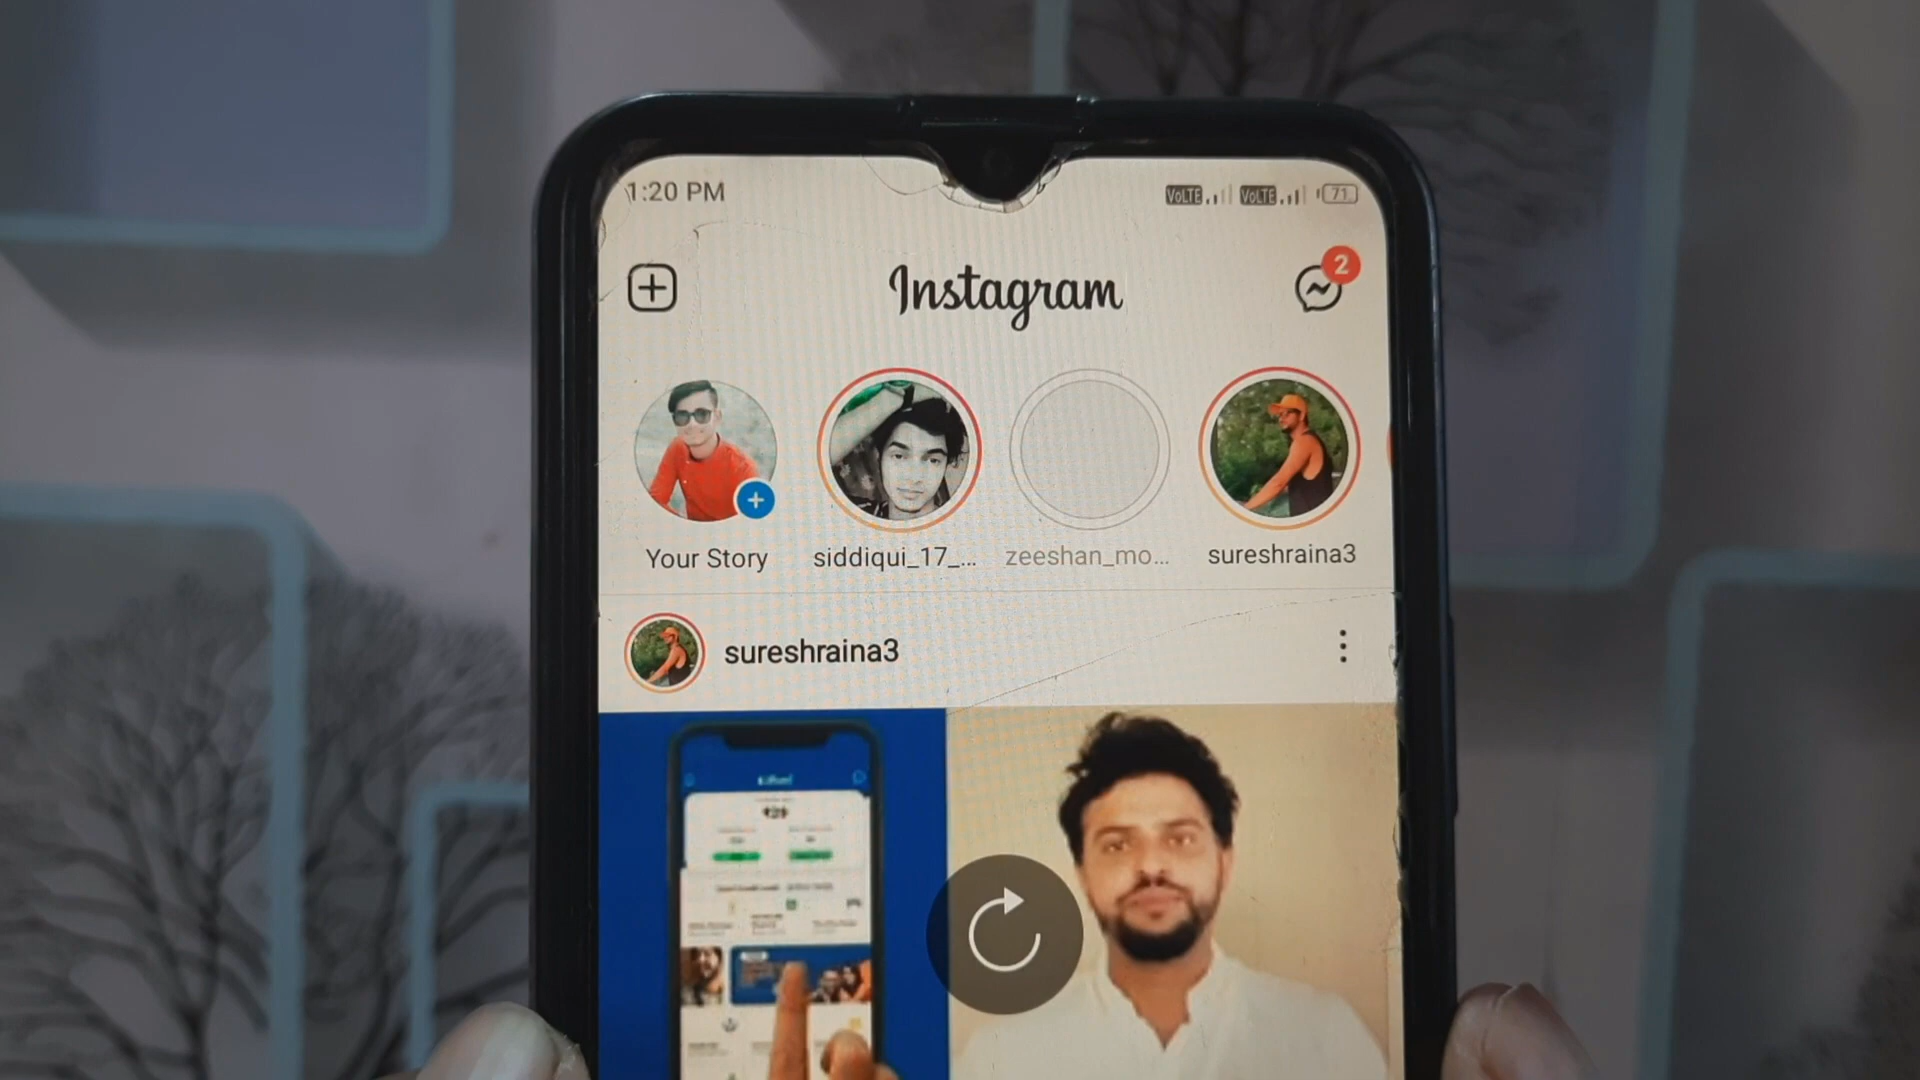 1:20 PM VoLTE VoLTE 71
Instagram 2
Your Story siddiqui_17_... zeeshan_mo... sureshraina3
sureshraina3